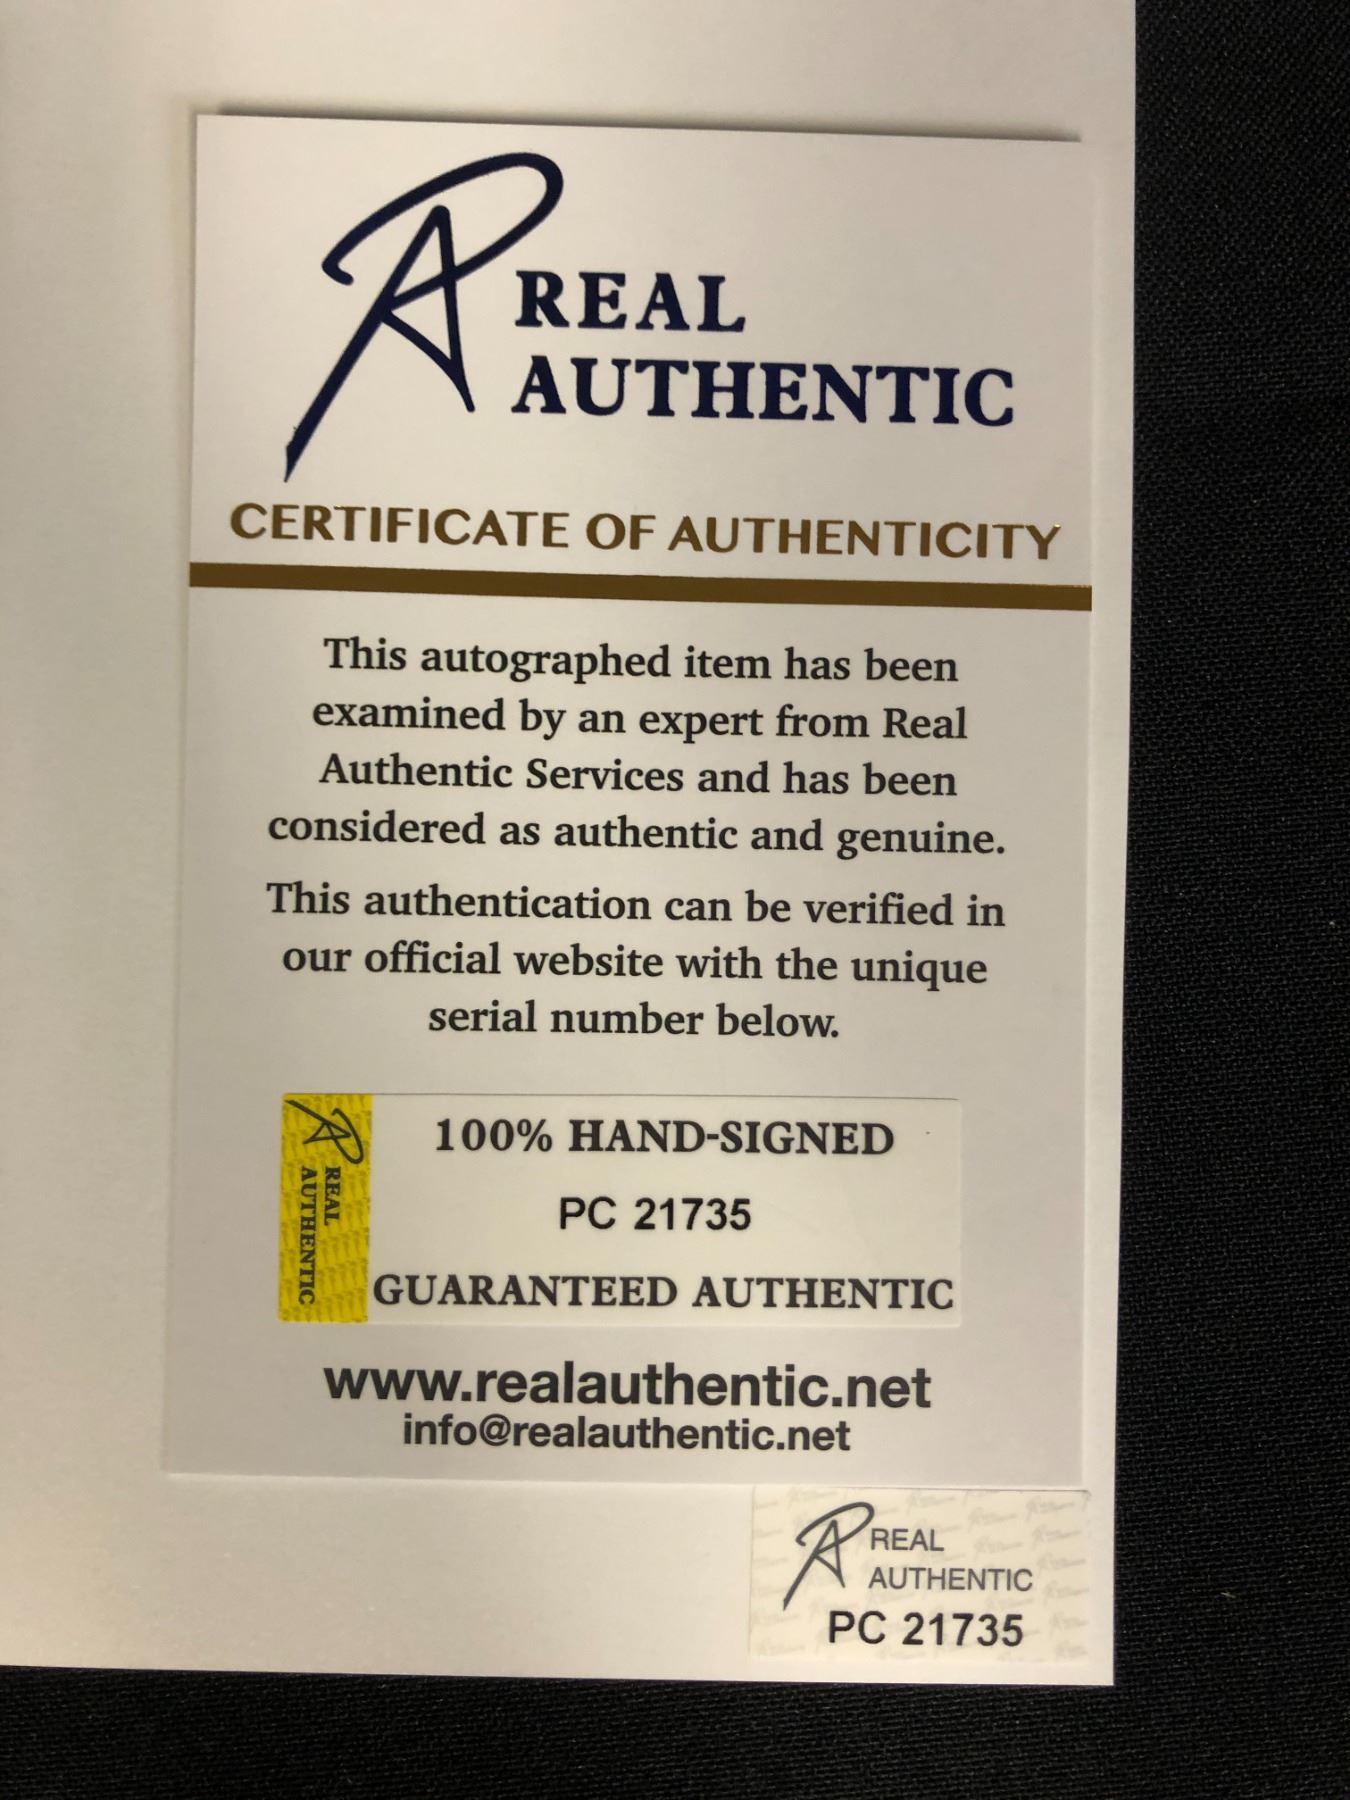 REAL
AUTHENTIC
CERTIFICATE OF AUTHENTICITY
This autographed item has been
examined by an expert from Real
Authentic Services and has been
considered as authentic and genuine.
This authentication can be verified in
our official website with the unique
serial number below.
REAL
AUTHENTIC
100% HAND-SIGNED
PC 21735
GUARANTEED AUTHENTIC
www.realauthentic.net
info@realauthentic.net
REAL
AUTHENTIC
PC 21735